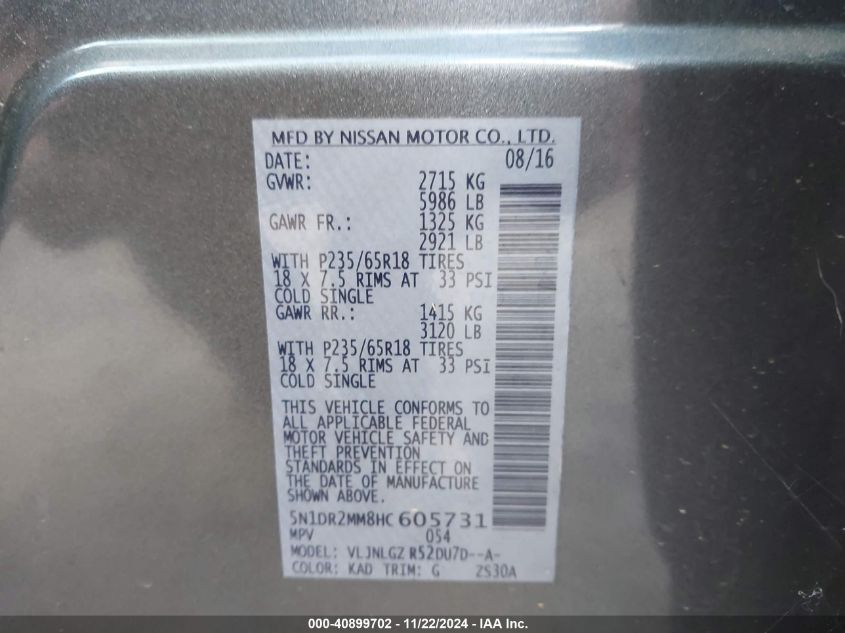 MFD BY NISSAN MOTOR CO., LTD.
DATE: 08/16
GVWR: 2715 KG
5986 LB
GAWR FR.: 1325 KG
2921 LB
WITH P235/65R18 TIRES
18 X 7.5 RIMS AT 33 PSI
COLD SINGLE
GAWR RR.: 1415 KG
3120 LB
WITH P235/65R18 TIRES
18 X 7.5 RIMS AT 33 PSI
COLD SINGLE
THIS VEHICLE CONFORMS TO
ALL APPLICABLE FEDERAL
MOTOR VEHICLE SAFETY AND
THEFT PREVENTION
STANDARDS IN EFFECT ON
THE DATE OF MANUFACTURE
SHOWN ABOVE.
5N1DR2MM8HC605731
MPV 054
MODEL: VLJNLGZ R52DU7D--A-
COLOR: KAD TRIM: G 2S30A
000-40899702 - 11/22/2024 - IAA Inc.